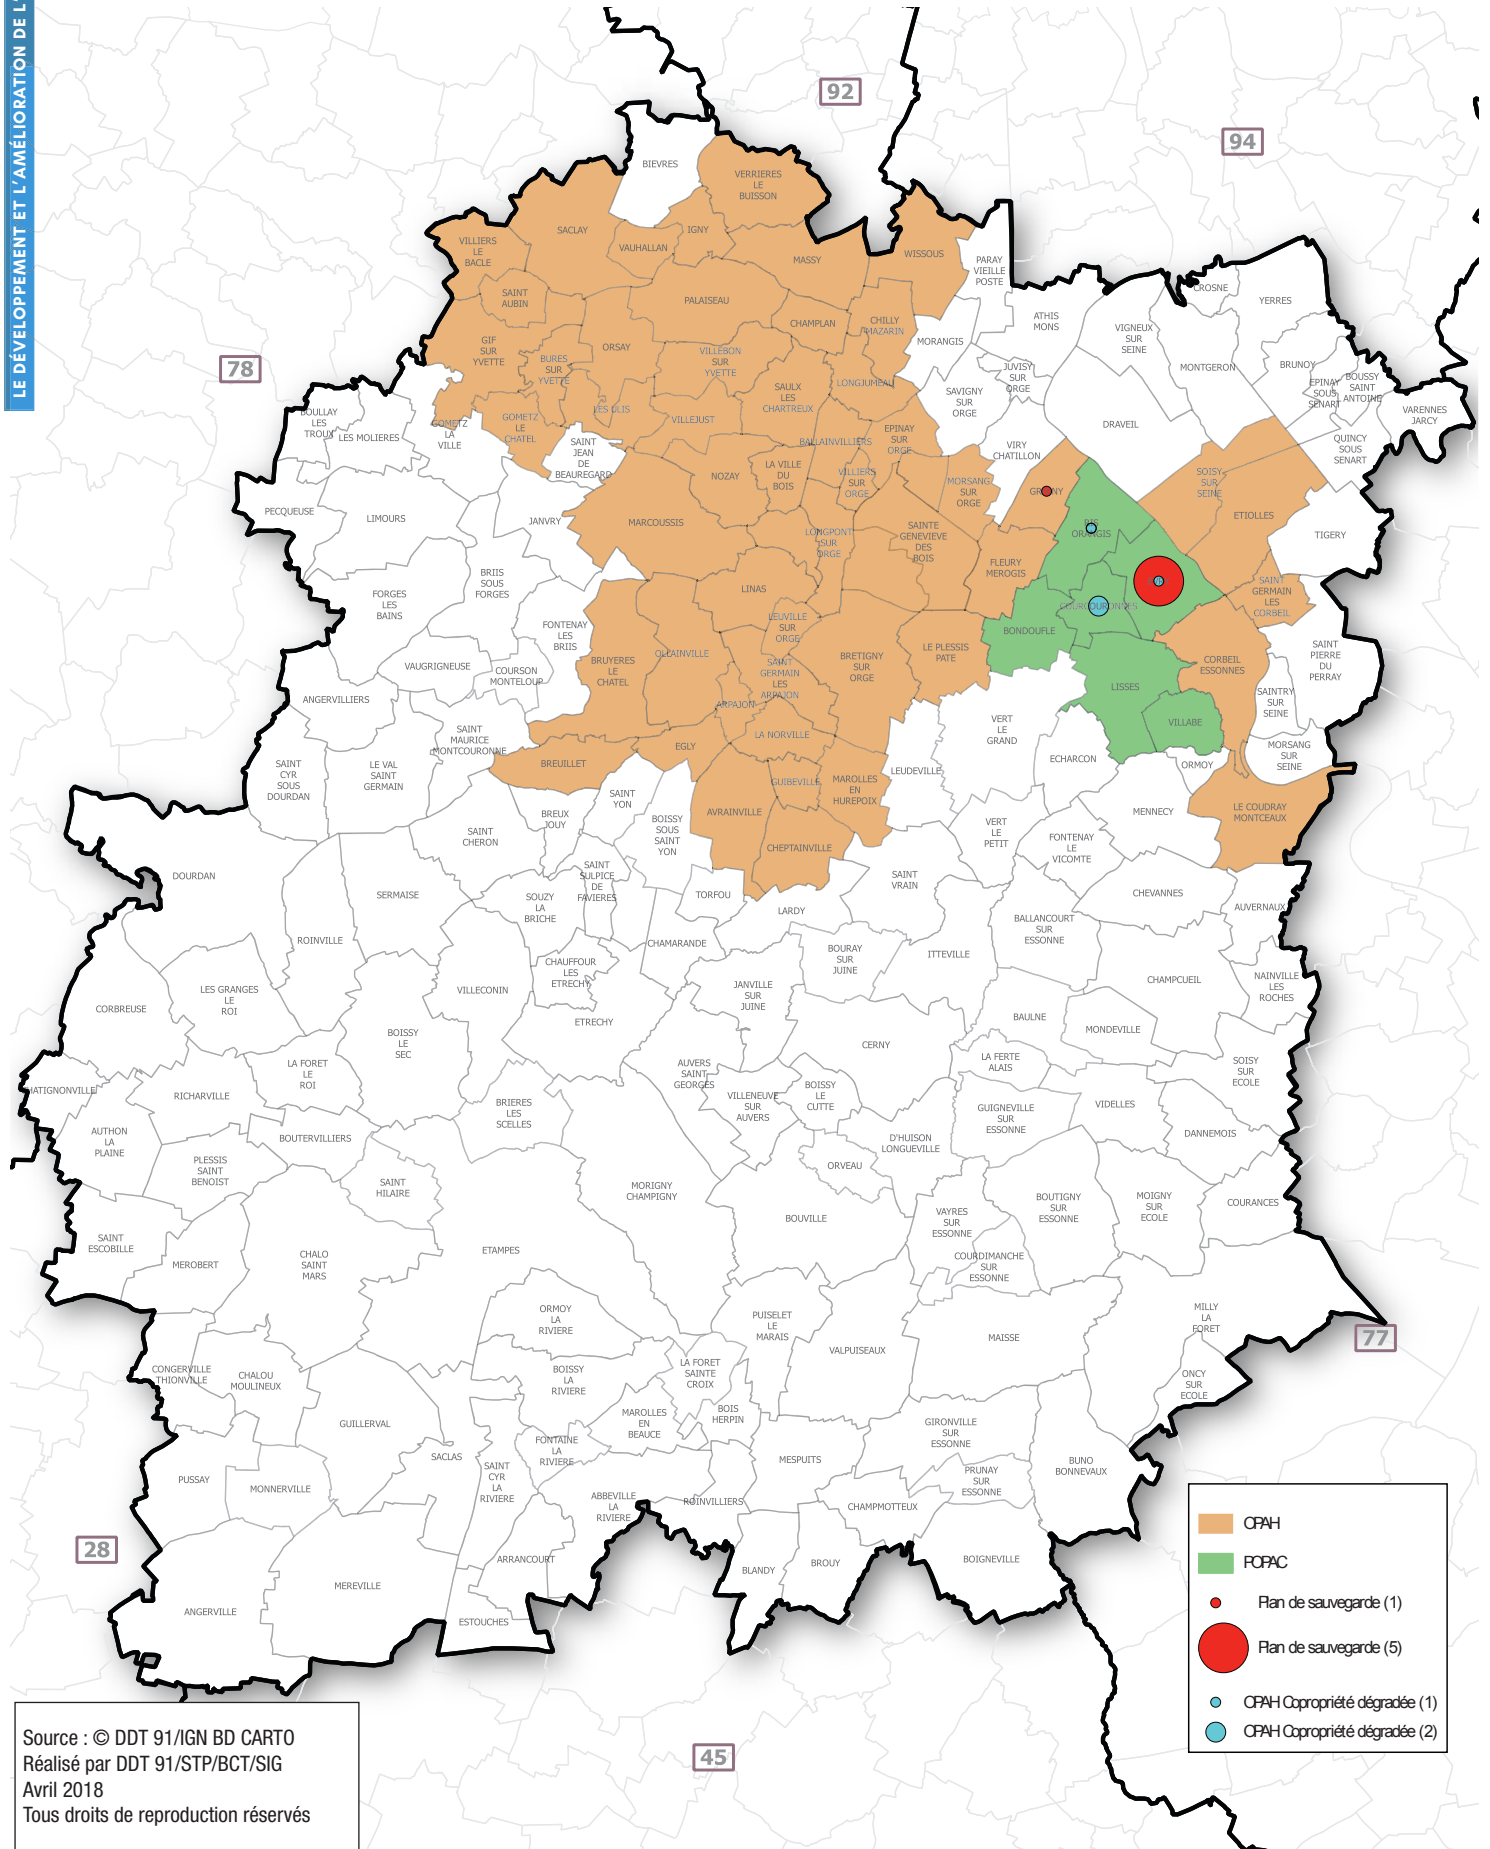 LE DÉVELOPPEMENT ET L'AMÉLIORATION DE L'
92
94
78
BIEVRES
VERRIERES
LE
BUISSON
SACLAY
VILLIERS
LE
BACLE
VAUHALLAN
IGNY
MASSY
WISSOUS
PARAY
VIEILLE
POSTE
SAINT
AUBIN
PALAISEAU
CHAMPLAN
CHILLY
MAZARIN
ATHIS
MONS
CROSNE
YERRES
VIGNEUX
SUR
SEINE
MORANGIS
MONTGERON
BRUNOY
GIF
SUR
YVETTE
BURES
SUR
YVETTE
ORSAY
VILLEBON
SUR
YVETTE
SAULX
LES
CHARTREUX
LONGJUMEAU
JUVISY
SUR
ORGE
SAVIGNY
SUR
ORGE
EPINAY
SOUS
SENART
BOUSSY
SAINT
ANTOINE
VARENNES
JARCY
BOULLAY
LES
TROUX
LES MOLIERES
GOMETZ
LA
VILLE
GOMETZ
LE
CHATEL
LES ULIS
VILLEJUST
SAINT
JEAN
DE
BEAUREGARD
BALLAINVILLIERS
EPINAY
SUR
ORGE
DRAVEIL
VIRY
CHATILLON
QUINCY
SOUS
SENART
PECQUEUSE
LIMOURS
JANVRY
NOZAY
LA VILLE
DU
BOIS
VILLIERS
SUR
ORGE
MORSANG
SUR
ORGE
SOISY
SUR
SEINE
ETIOLLES
TIGERY
MARCOUSSIS
LONGPONT
SUR
ORGE
SAINTE
GENEVIEVE
DES
BOIS
ORANGIS
FLEURY
MEROGIS
BRIIS
SOUS
FORGES
FORGES
LES
BAINS
LINAS
LEUVILLE
SUR
ORGE
COURCOURONNES
SAINT
GERMAIN
LES
CORBEIL
FONTENAY
LES
BRIIS
BONDOUFLE
LE PLESSIS
PATE
BRUYERES
LE
CHATEL
OLLAINVILLE
SAINT
GERMAIN
LES
ARPAJON
BRETIGNY
SUR
ORGE
CORBEIL
ESSONNES
SAINT
PIERRE
DU
PERRAY
VAUGRIGNEUSE
COURSON
MONTELOUP
LISSES
ANGERVILLIERS
ARPAJON
SAINTRY
SUR
SEINE
VILLABE
SAINT
MAURICE
MONTCOURONNE
LA NORVILLE
VERT
LE
GRAND
EGLY
ECHARCON
ORMOY
MORSANG
SUR
SEINE
SAINT
CYR
SOUS
DOURDAN
LE VAL
SAINT
GERMAIN
BREUILLET
GUIBEVILLE
MAROLLES
EN
HUREPOIX
LEUDEVILLE
SAINT
YON
AVRAINVILLE
MENNECY
LE COUDRAY
MONTCEAUX
BREUX
JOUY
BOISSY
SOUS
SAINT
YON
VERT
LE
PETIT
FONTENAY
LE
VICOMTE
SAINT
CHERON
CHEPTAINVILLE
DOURDAN
SERMAISE
SAINT
SULPICE
DE
FAVIERES
SOUZY
LA
BRICHE
TORFOU
LARDY
SAINT
VRAIN
CHEVANNES
AUVERNAUX
BALLANCOURT
SUR
ESSONNE
ROINVILLE
CHAMARANDE
BOURAY
SUR
JUINE
ITTEVILLE
CHAUFFOUR
LES
ETRECHY
CHAMPCUEIL
NAINVILLE
LES
ROCHES
CORBREUSE
LES GRANGES
LE
ROI
VILLECONIN
JANVILLE
SUR
JUINE
ETRECHY
BAULNE
MONDEVILLE
BOISSY
LE
SEC
CERNY
LA FERTE
ALAIS
SOISY
SUR
ECOLE
LA FORET
LE
ROI
AUVERS
SAINT
GEORGES
HATIGNONVILLE
RICHARVILLE
VILLENEUVE
SUR
AUVERS
BOISSY
LE
CUTTE
GUIGNEVILLE
SUR
ESSONNE
VIDELLES
BRIERES
LES
SCELLES
AUTHON
LA
PLAINE
BOUTERVILLIERS
D'HUISON
LONGUEVILLE
DANNEMOIS
PLESSIS
SAINT
BENOIST
ORVEAU
SAINT
HILAIRE
MORIGNY
CHAMPIGNY
BOUTIGNY
SUR
ESSONNE
MOIGNY
SUR
ECOLE
COURANCES
BOUVILLE
VAYRES
SUR
ESSONNE
SAINT
ESCOBILLE
MEROBERT
CHALO
SAINT
MARS
ETAMPES
COURDIMANCHE
SUR
ESSONNE
ORMOY
LA
RIVIERE
PUISELET
LE
MARAIS
MILLY
LA
FORET
MAISSE
VALPUISEAUX
77
CONGERVILLE
THIONVILLE
CHALOU
MOULINEUX
BOISSY
LA
RIVIERE
LA FORET
SAINTE
CROIX
ONCY
SUR
ECOLE
GUILLERVAL
MAROLLES
EN
BEAUCE
BOIS
HERPIN
GIRONVILLE
SUR
ESSONNE
SACLAS
FONTAINE
LA
RIVIERE
MESPUITS
BUNO
BONNEVAUX
PUSSAY
MONNERVILLE
SAINT
CYR
LA
RIVIERE
PRUNAY
SUR
ESSONNE
ABBEVILLE
LA
RIVIERE
ROINVILLIERS
CHAMPMOTTEUX
28
ARRANCOURT
BLANDY
BROUY
BOIGNEVILLE
MEREVILLE
ANGERVILLE
ESTOUCHES
OPAH
POPAC
Plan de sauvegarde (1)
Plan de sauvegarde (5)
OPAH Copropriété dégradée (1)
OPAH Copropriété dégradée (2)
45
Source : © DDT 91/IGN BD CARTO
Réalisé par DDT 91/STP/BCT/SIG
Avril 2018
Tous droits de reproduction réservés